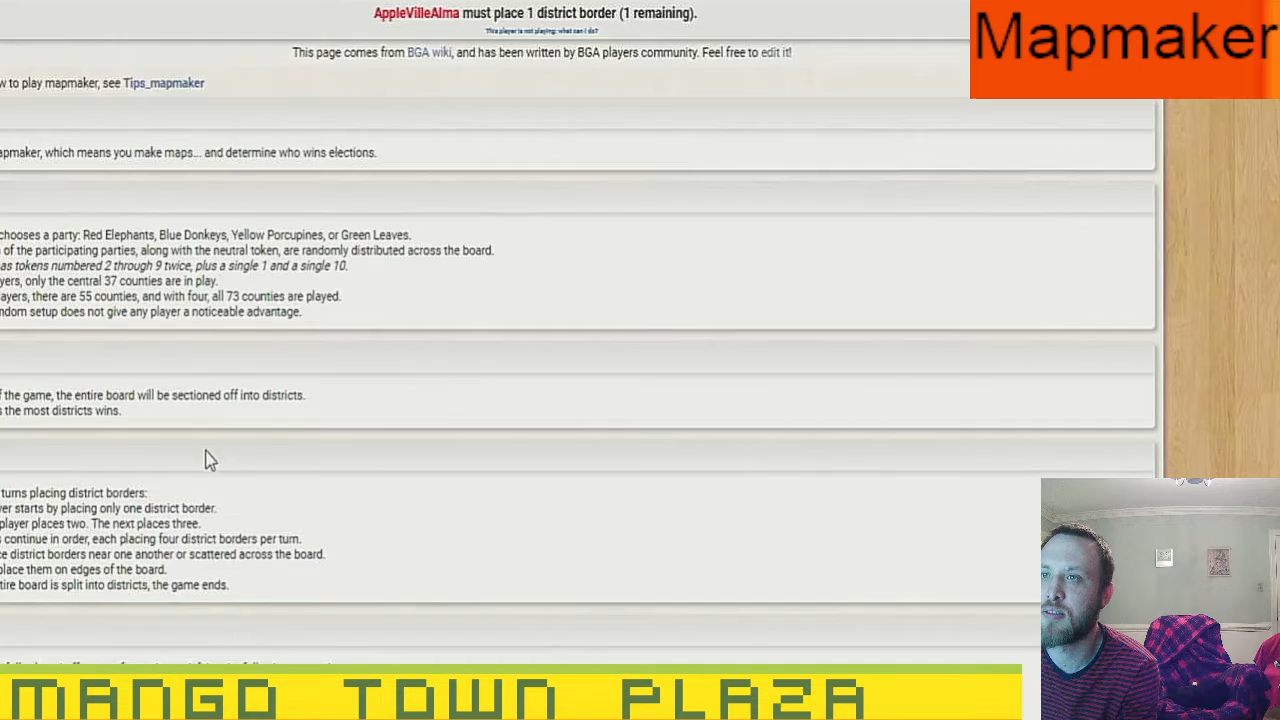 AppleVilleAlma must place 1 district border (1 remaining).
This player is not playing: what can I do?
Mapmaker
This page comes from BGA wiki, and has been written by BGA players community. Feel free to edit it!
w to play mapmaker, see Tips_mapmaker
apmaker, which means you make maps... and determine who wins elections.
chooses a party: Red Elephants, Blue Donkeys, Yellow Porcupines, or Green Leaves.
of the participating parties, along with the neutral token, are randomly distributed across the board.
as tokens numbered 2 through 9 twice, plus a single 1 and a single 10.
yers, only the central 37 counties are in play.
ayers, there are 55 counties, and with four, all 73 counties are played.
ndom setup does not give any player a noticeable advantage.
f the game, the entire board will be sectioned off into districts.
s the most districts wins.
turns placing district borders:
yer starts by placing only one district border.
player places two. The next places three.
s continue in order, each placing four district borders per turn.
ce district borders near one another or scattered across the board.
place them on edges of the board.
tire board is split into districts, the game ends.
MANGO TOWN PLAZA